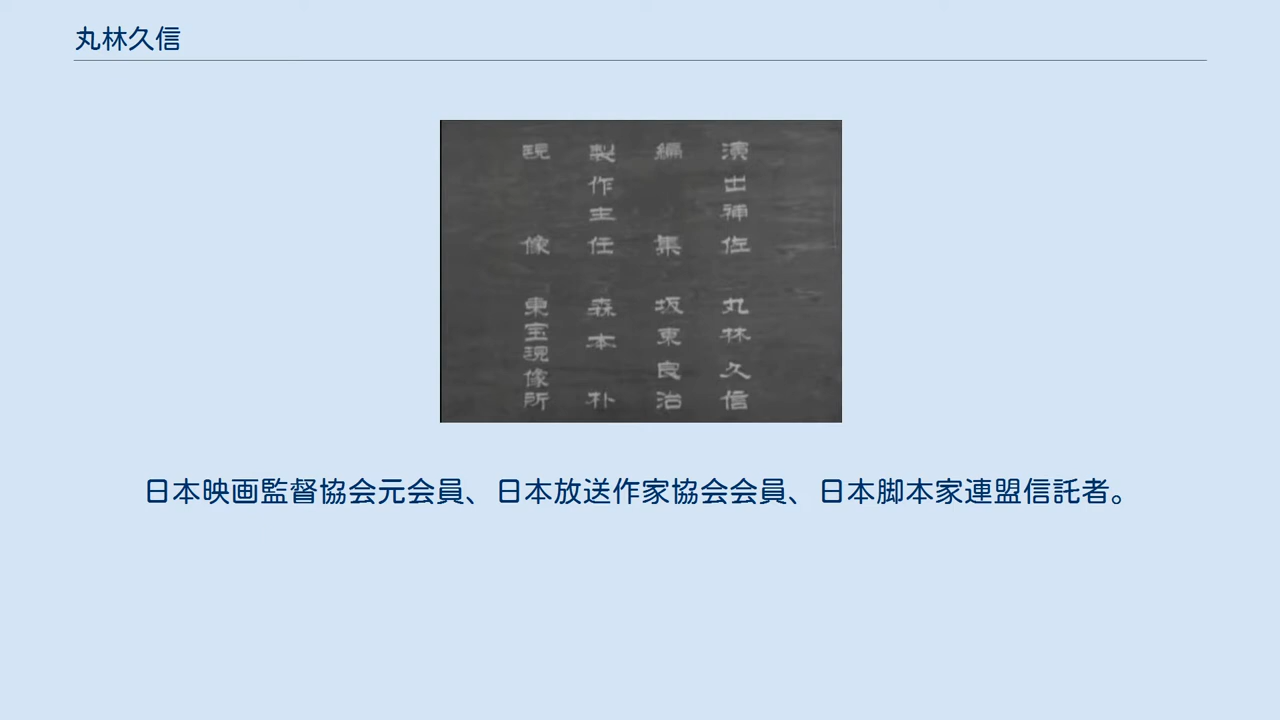 丸林久信
演出補佐 丸林久信
編集 坂東良治
製作主任 森本朴
現像 東宝現像所
日本映画監督協会元会員、日本放送作家協会会員、日本脚本家連盟信託者。